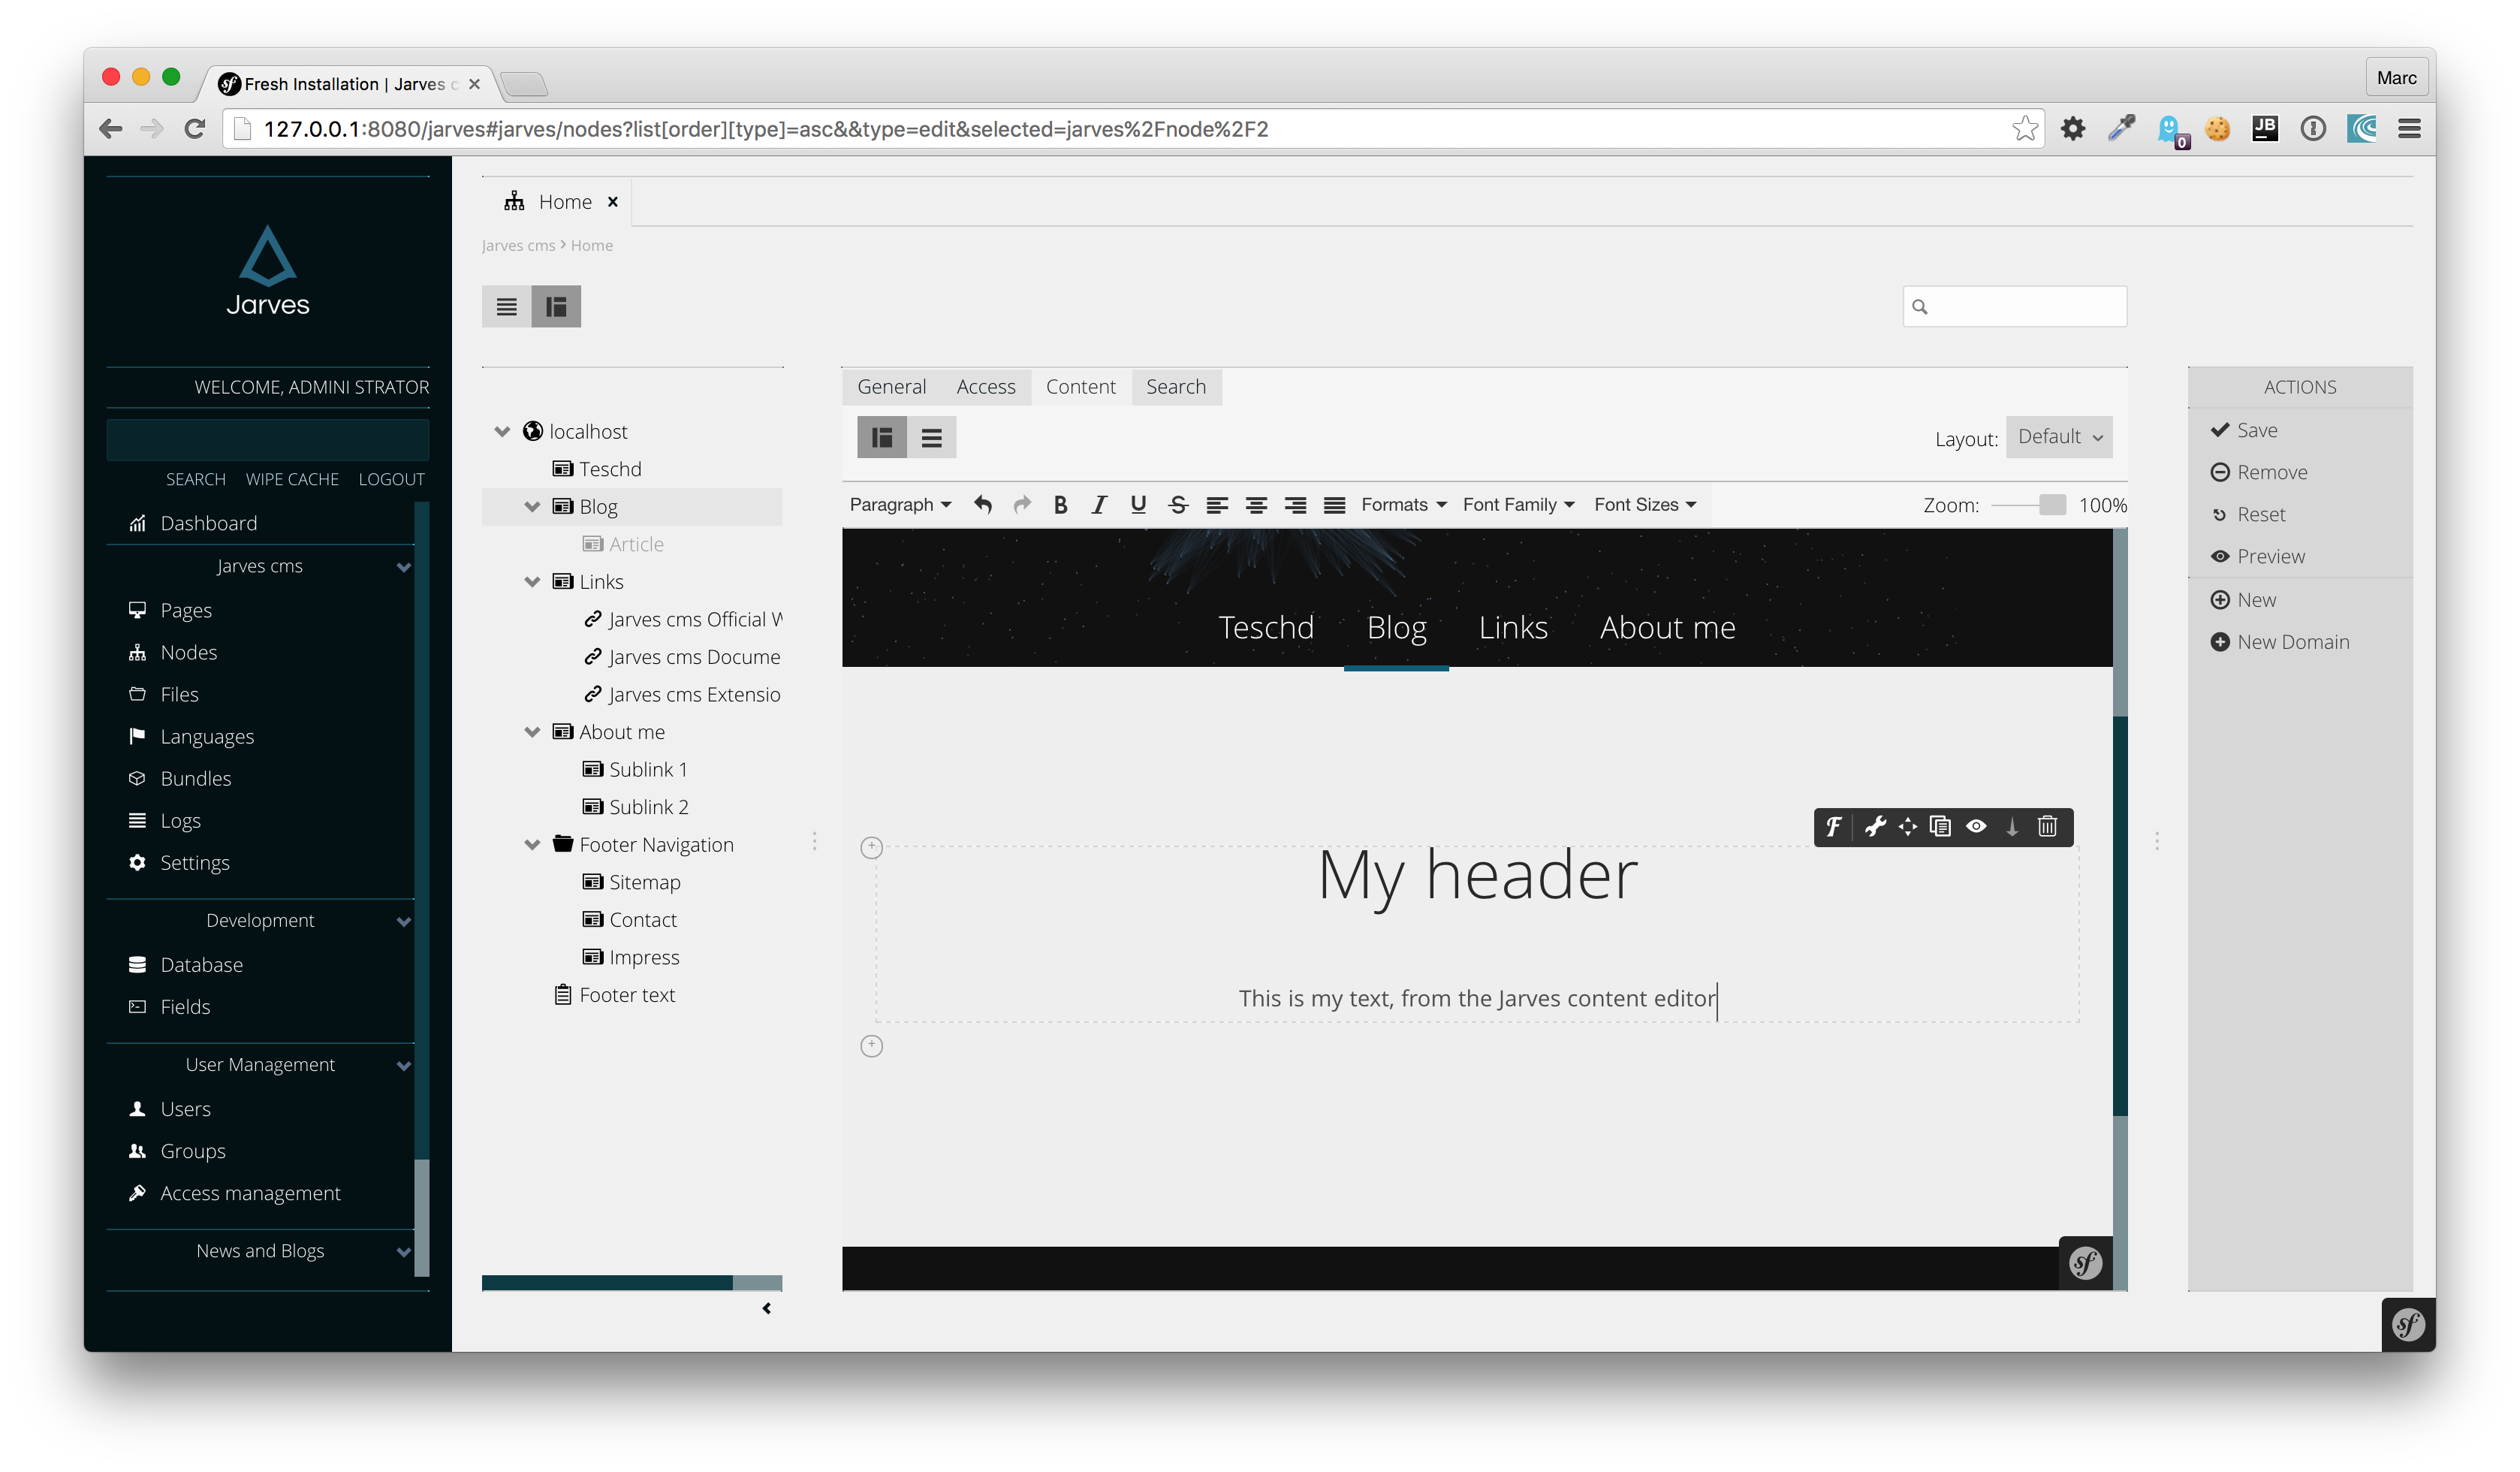 Fresh Installation | Jarves c
Marc
127.0.0.1:8080/jarves#jarves/nodes?list[order][type]=asc&&type=edit&selected=jarves%2Fnode%2F2
0
JB
Jarves
WELCOME, ADMINI STRATOR
SEARCH WIPE CACHE LOGOUT
Dashboard
Jarves cms
Pages
Nodes
Files
Languages
Bundles
Logs
Settings
Development
Database
Fields
User Management
Users
Groups
Access management
News and Blogs
Home
Jarves cms > Home
localhost
Teschd
Blog
Article
Links
Jarves cms Official W
Jarves cms Docume
Jarves cms Extensio
About me
Sublink 1
Sublink 2
Footer Navigation
Sitemap
Contact
Impress
Footer text
General Access Content Search
Layout: Default
Paragraph B I U S Formats Font Family Font Sizes Zoom: 100%
Teschd Blog Links About me
F
My header
This is my text, from the Jarves content editor
sf
ACTIONS
Save
Remove
Reset
Preview
New
New Domain
sf